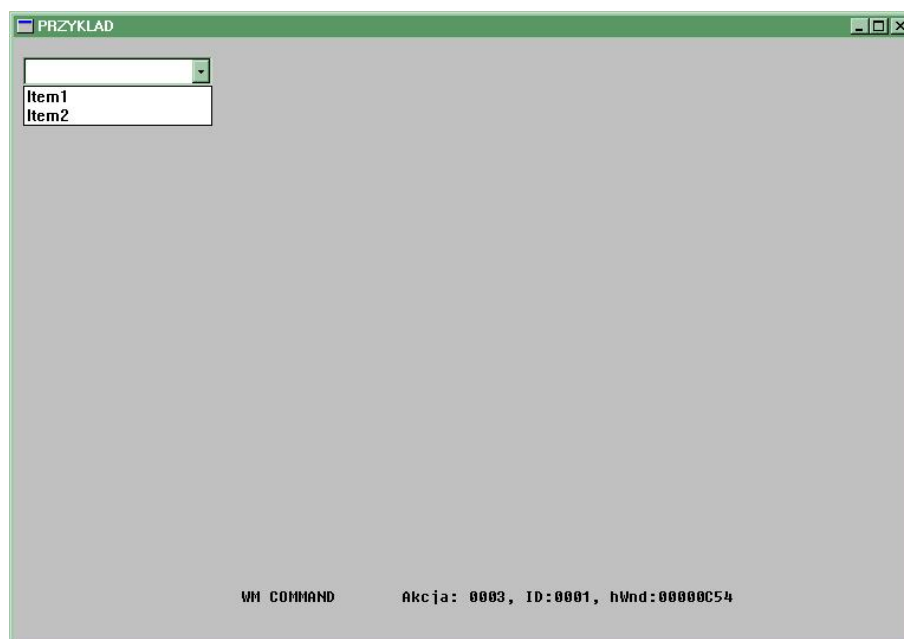 PRZYKLAD
Item1
Item2
WM COMMAND Akcja: 0003, ID:0001, hWnd:00000C54